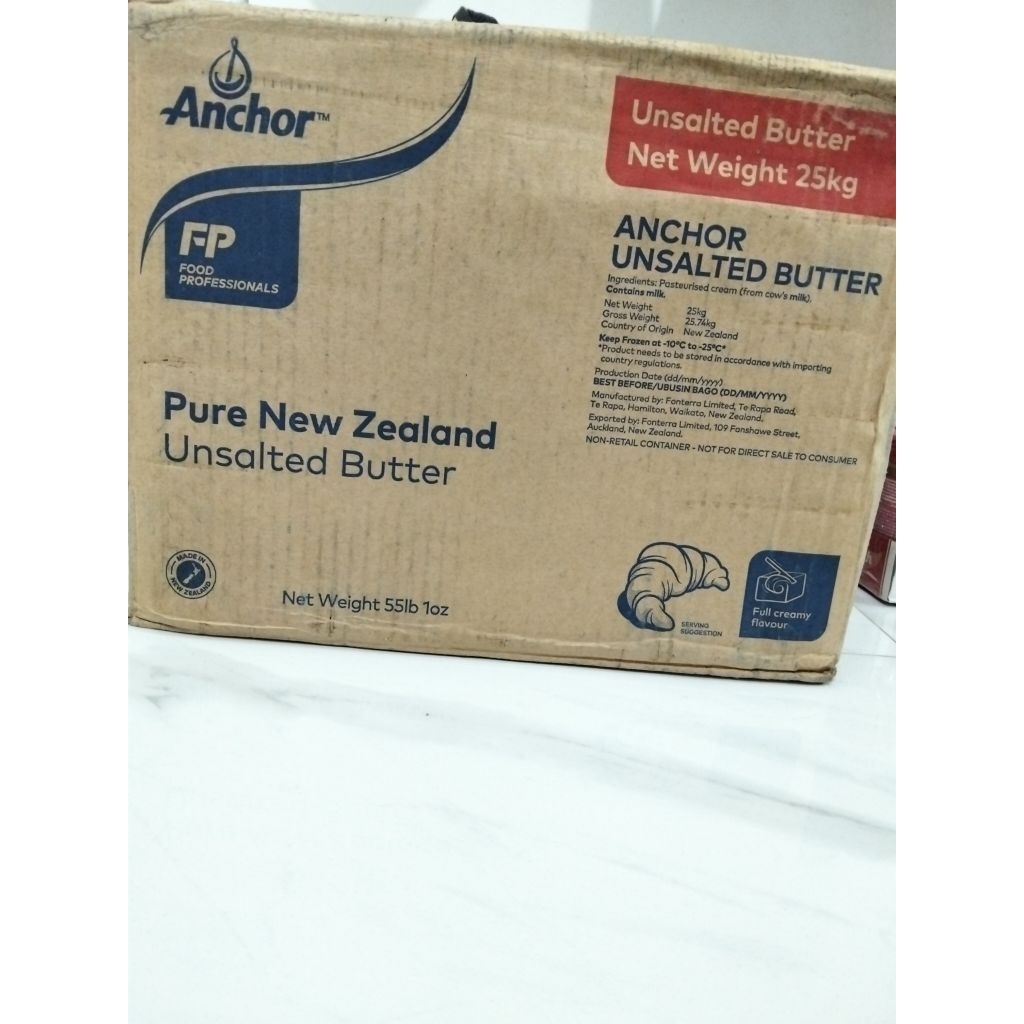 Anchor™
FP
FOOD
PROFESSIONALS
Unsalted Butter
Net Weight 25kg
ANCHOR
UNSALTED BUTTER
Ingredients: Pasteurised cream (from cow's milk).
Contains milk.
Net Weight 25kg
Gross Weight 25.74kg
Country of Origin New Zealand
Keep Frozen at -10°C to -25°C*
*Product needs to be stored in accordance with importing
country regulations.
Production Date (dd/mm/yyyy)
BEST BEFORE/UBUSIN BAGO (DD/MM/YYYY)
Manufactured by: Fonterra Limited, Te Rapa Road,
Te Rapa, Hamilton, Waikato, New Zealand.
Exported by: Fonterra Limited, 109 Fanshawe Street,
Auckland, New Zealand.
NON-RETAIL CONTAINER - NOT FOR DIRECT SALE TO CONSUMER
Pure New Zealand
Unsalted Butter
MADE IN
NEW ZEALAND
Net Weight 55lb 1oz
SERVING
SUGGESTION
Full creamy
flavour